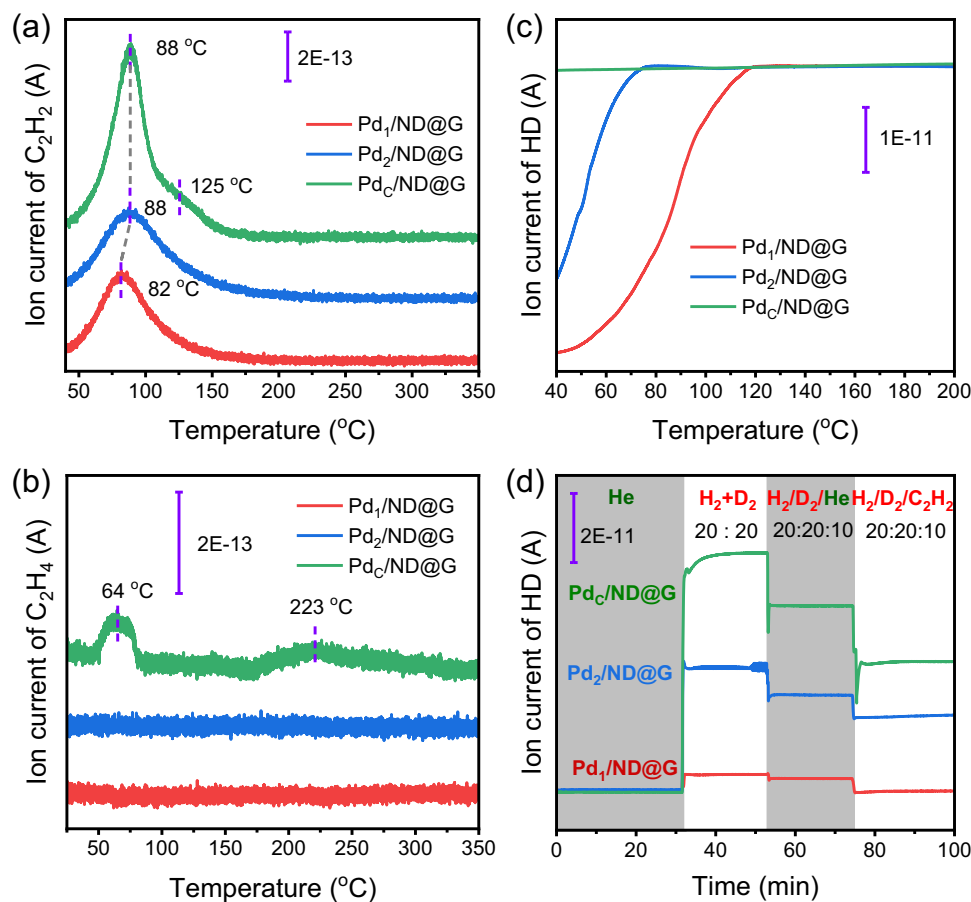 (a)
Ion current of C₂H₂ (A)
88 °C
2E-13
Pd₁/ND@G
Pd₂/ND@G
Pd_C/ND@G
125 °C
88
82 °C
50 100 150 200 250 300 350
Temperature (°C)
(c)
Ion current of HD (A)
1E-11
Pd₁/ND@G
Pd₂/ND@G
Pd_C/ND@G
40 60 80 100 120 140 160 180 200
Temperature (°C)
(b)
Ion current of C₂H₄ (A)
2E-13
Pd₁/ND@G
Pd₂/ND@G
Pd_C/ND@G
64 °C
223 °C
50 100 150 200 250 300 350
Temperature (°C)
(d)
Ion current of HD (A)
He H₂+D₂ H₂/D₂/He H₂/D₂/C₂H₂
2E-11 20 : 20 20:20:10 20:20:10
Pd_C/ND@G
Pd₂/ND@G
Pd₁/ND@G
0 20 40 60 80 100
Time (min)